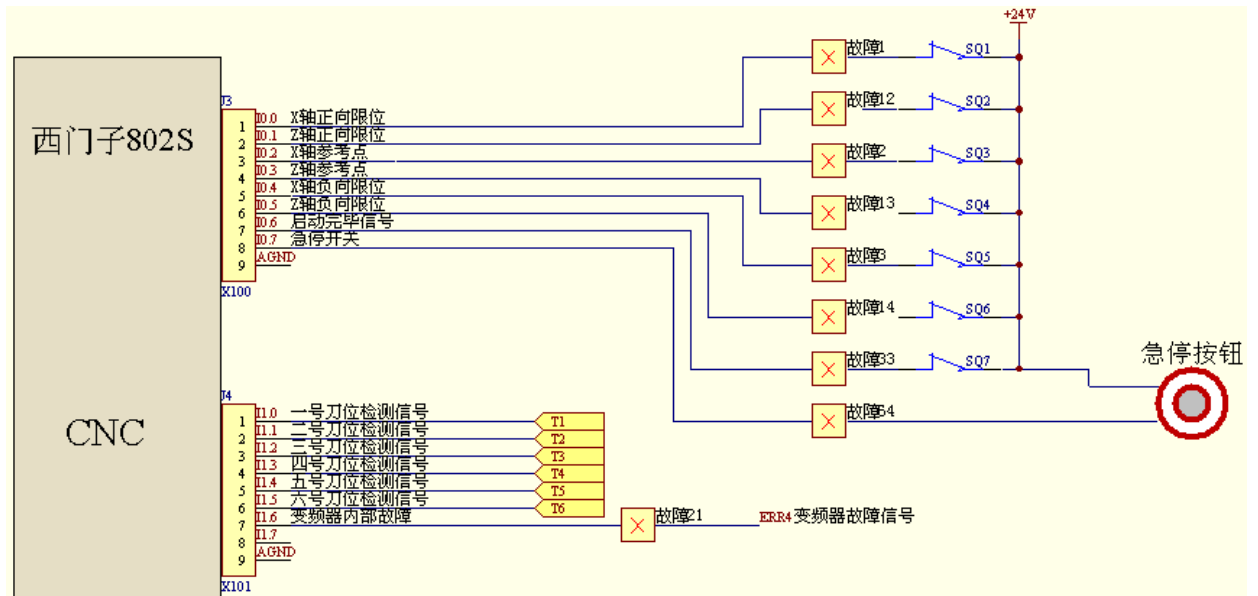 +24V
故障1
SQ1
故障12
SQ2
故障2
SQ3
故障13
SQ4
故障3
SQ5
故障14
SQ6
故障33
SQ7
故障64
急停按钮
西门子802S
CNC
J3
1 I0.0 X轴正向限位
2 I0.1 Z轴正向限位
3 I0.2 X轴参考点
4 I0.3 Z轴参考点
5 I0.4 X轴负向限位
6 I0.5 Z轴负向限位
7 I0.6 启动完毕信号
8 I0.7 急停开关
9 AGND
X100
J4
1 I1.0 一号刀位检测信号 T1
2 I1.1 二号刀位检测信号 T2
3 I1.2 三号刀位检测信号 T3
4 I1.3 四号刀位检测信号 T4
5 I1.4 五号刀位检测信号 T5
6 I1.5 六号刀位检测信号 T6
7 I1.6 变频器内部故障 故障21 ERR4变频器故障信号
8 I1.7
9 AGND
X101